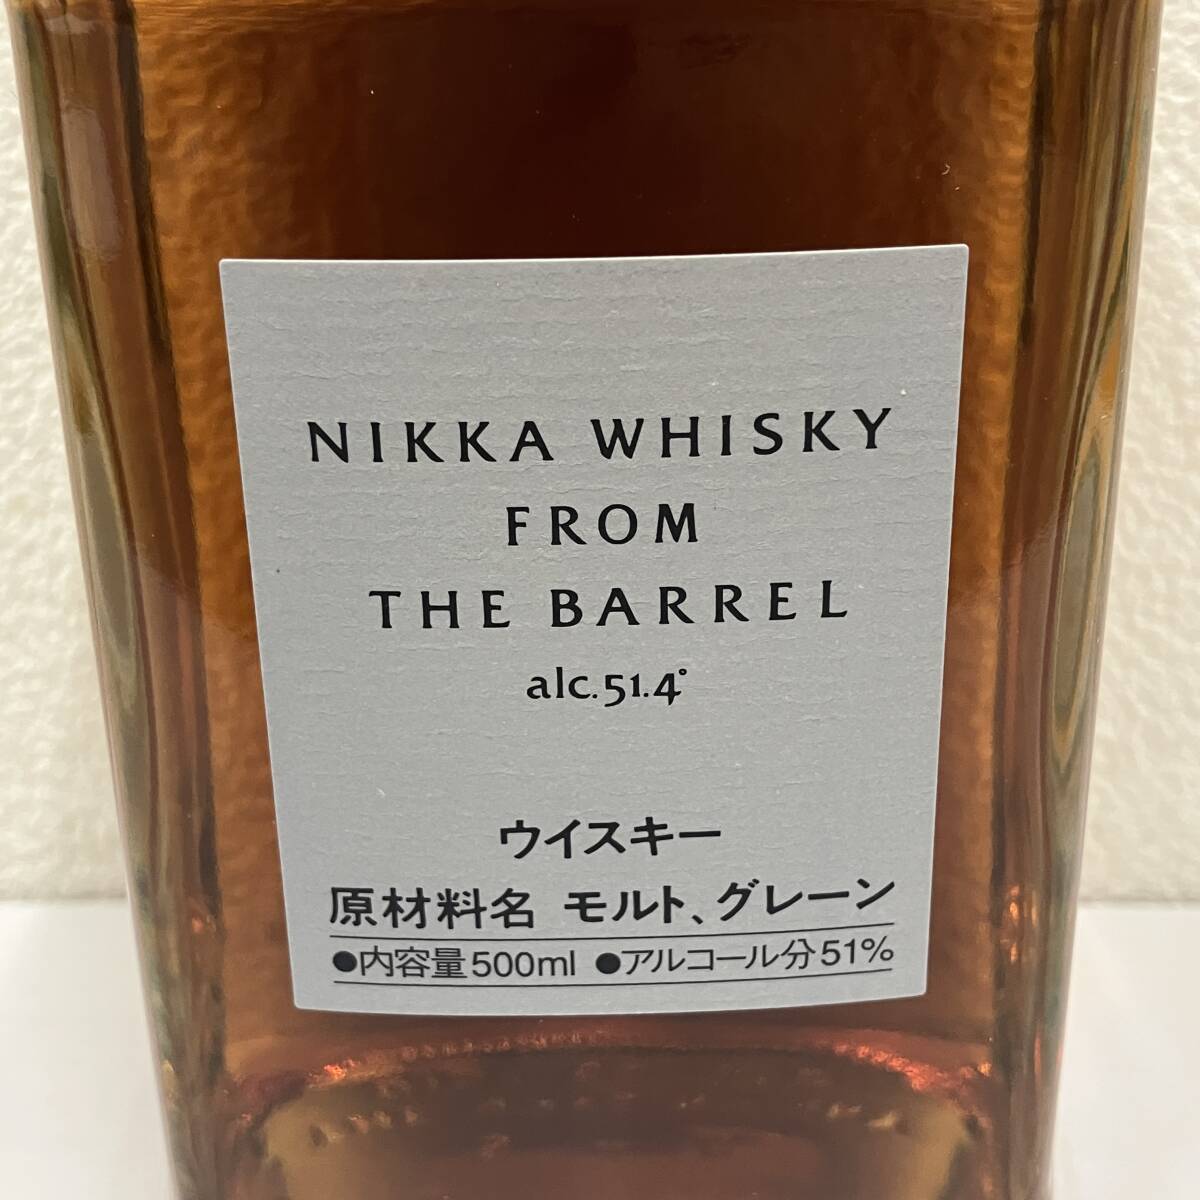 NIKKA WHISKY
FROM
THE BARREL
alc.51.4°
ウイスキー
原材料名 モルト、グレーン
●内容量500ml ●アルコール分51%